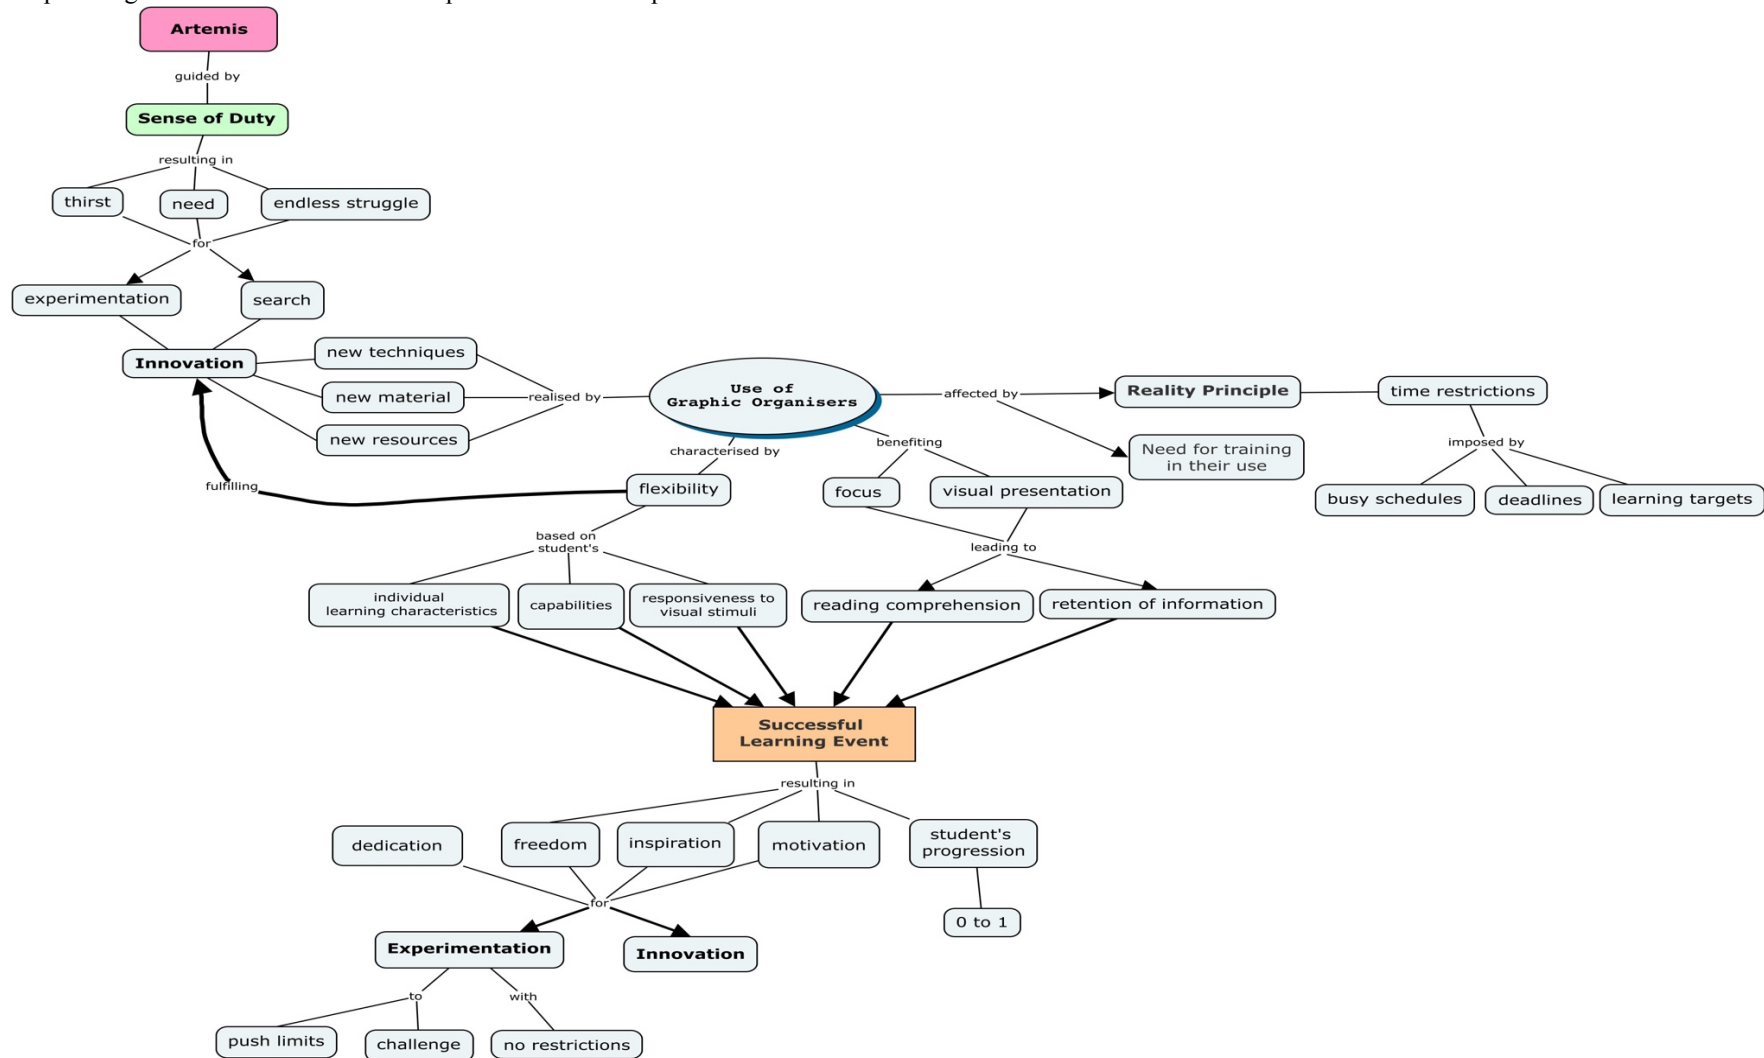 Artemis
guided by
Sense of Duty
resulting in
thirst
need
endless struggle
for
experimentation
search
Innovation
new techniques
new material
new resources
realised by
Use of
Graphic Organisers
affected by
Reality Principle
time restrictions
Need for training
in their use
imposed by
busy schedules
deadlines
learning targets
characterised by
benefiting
flexibility
fulfilling
focus
visual presentation
based on
student's
leading to
individual
learning characteristics
capabilities
responsiveness to
visual stimuli
reading comprehension
retention of information
Successful
Learning Event
resulting in
dedication
freedom
inspiration
motivation
student's
progression
for
0 to 1
Experimentation
Innovation
to
with
push limits
challenge
no restrictions